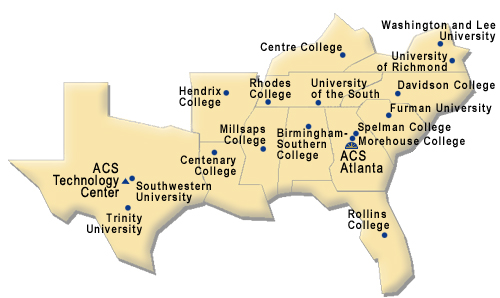 Washington and Lee
University
Centre College
University
of Richmond
Hendrix
College
Rhodes
College
University
of the South
Davidson College
Furman University
Millsaps
College
Birmingham-
Southern
College
Spelman College
Morehouse College
ACS
Atlanta
Centenary
College
ACS
Technology
Center
Southwestern
University
Trinity
University
Rollins
College